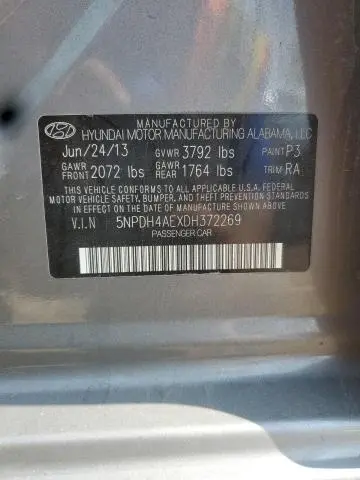 MANUFACTURED BY
HYUNDAI MOTOR MANUFACTURING ALABAMA, LLC
Jun/24/13 GVWR 3792 lbs PAINT P3
GAWR FRONT 2072 lbs GAWR REAR 1764 lbs TRIM RA
THIS VEHICLE CONFORMS TO ALL APPLICABLE U.S.A. FEDERAL
MOTOR VEHICLE SAFETY, BUMPER, AND THEFT PREVENTION STANDARDS
IN EFFECT ON THE DATE OF MANUFACTURE SHOWN ABOVE.
V.I.N 5NPDH4AEXDH372269
PASSENGER CAR